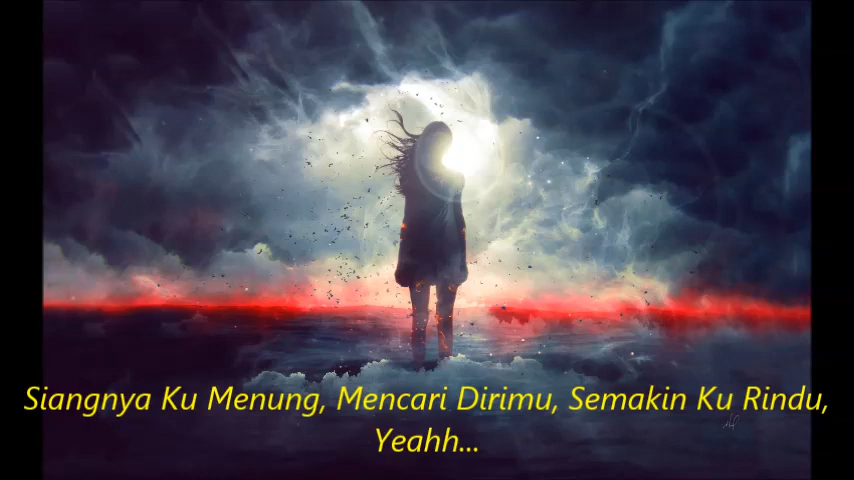 Siangnya Ku Menung, Mencari Dirimu, Semakin Ku Rindu,
Yeahh...